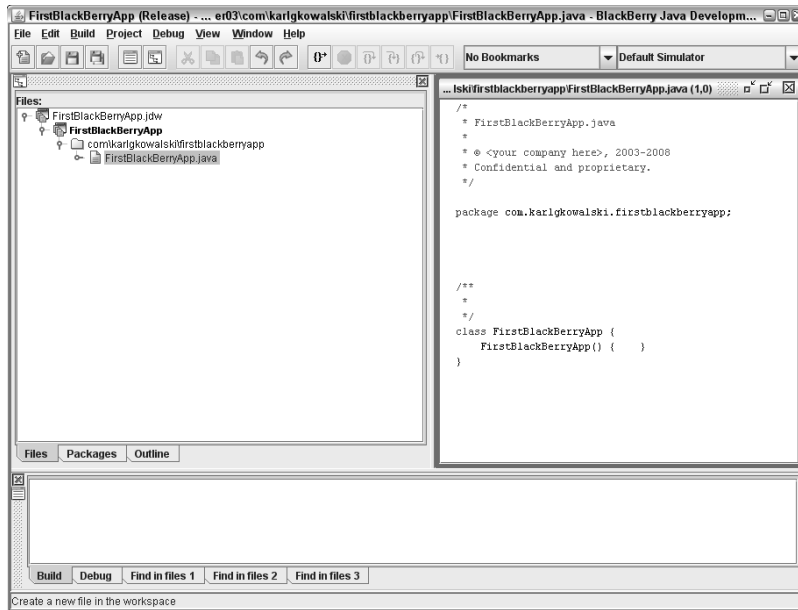 FirstBlackBerryApp (Release) - ... er03\com\karlgkowalski\firstblackberryapp\FirstBlackBerryApp.java - BlackBerry Java Developm...
File Edit Build Project Debug View Window Help
No Bookmarks Default Simulator
Files:
FirstBlackBerryApp.jdw
FirstBlackBerryApp
com\karlgkowalski\firstblackberryapp
FirstBlackBerryApp.java
Files Packages Outline
... lski\firstblackberryapp\FirstBlackBerryApp.java (1,0)
/*
* FirstBlackBerryApp.java
*
* © <your company here>, 2003-2008
* Confidential and proprietary.
*/
package com.karlgkowalski.firstblackberryapp;
/**
*
*/
class FirstBlackBerryApp {
FirstBlackBerryApp() { }
}
Build Debug Find in files 1 Find in files 2 Find in files 3
Create a new file in the workspace